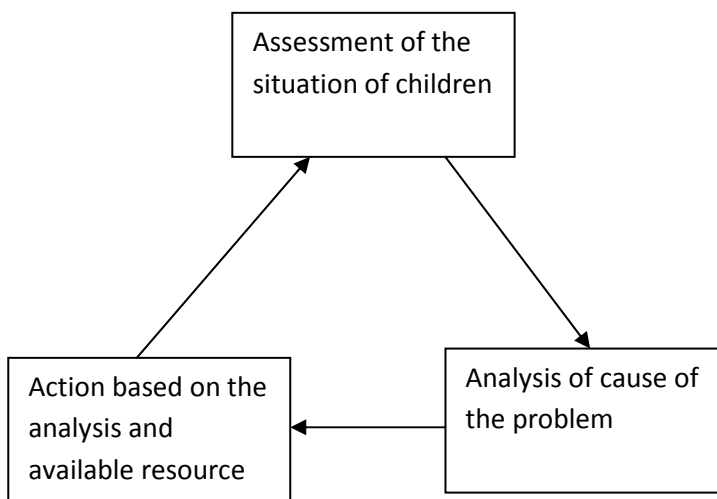 Assessment of the
situation of children
Analysis of cause of
the problem
Action based on the
analysis and
available resource